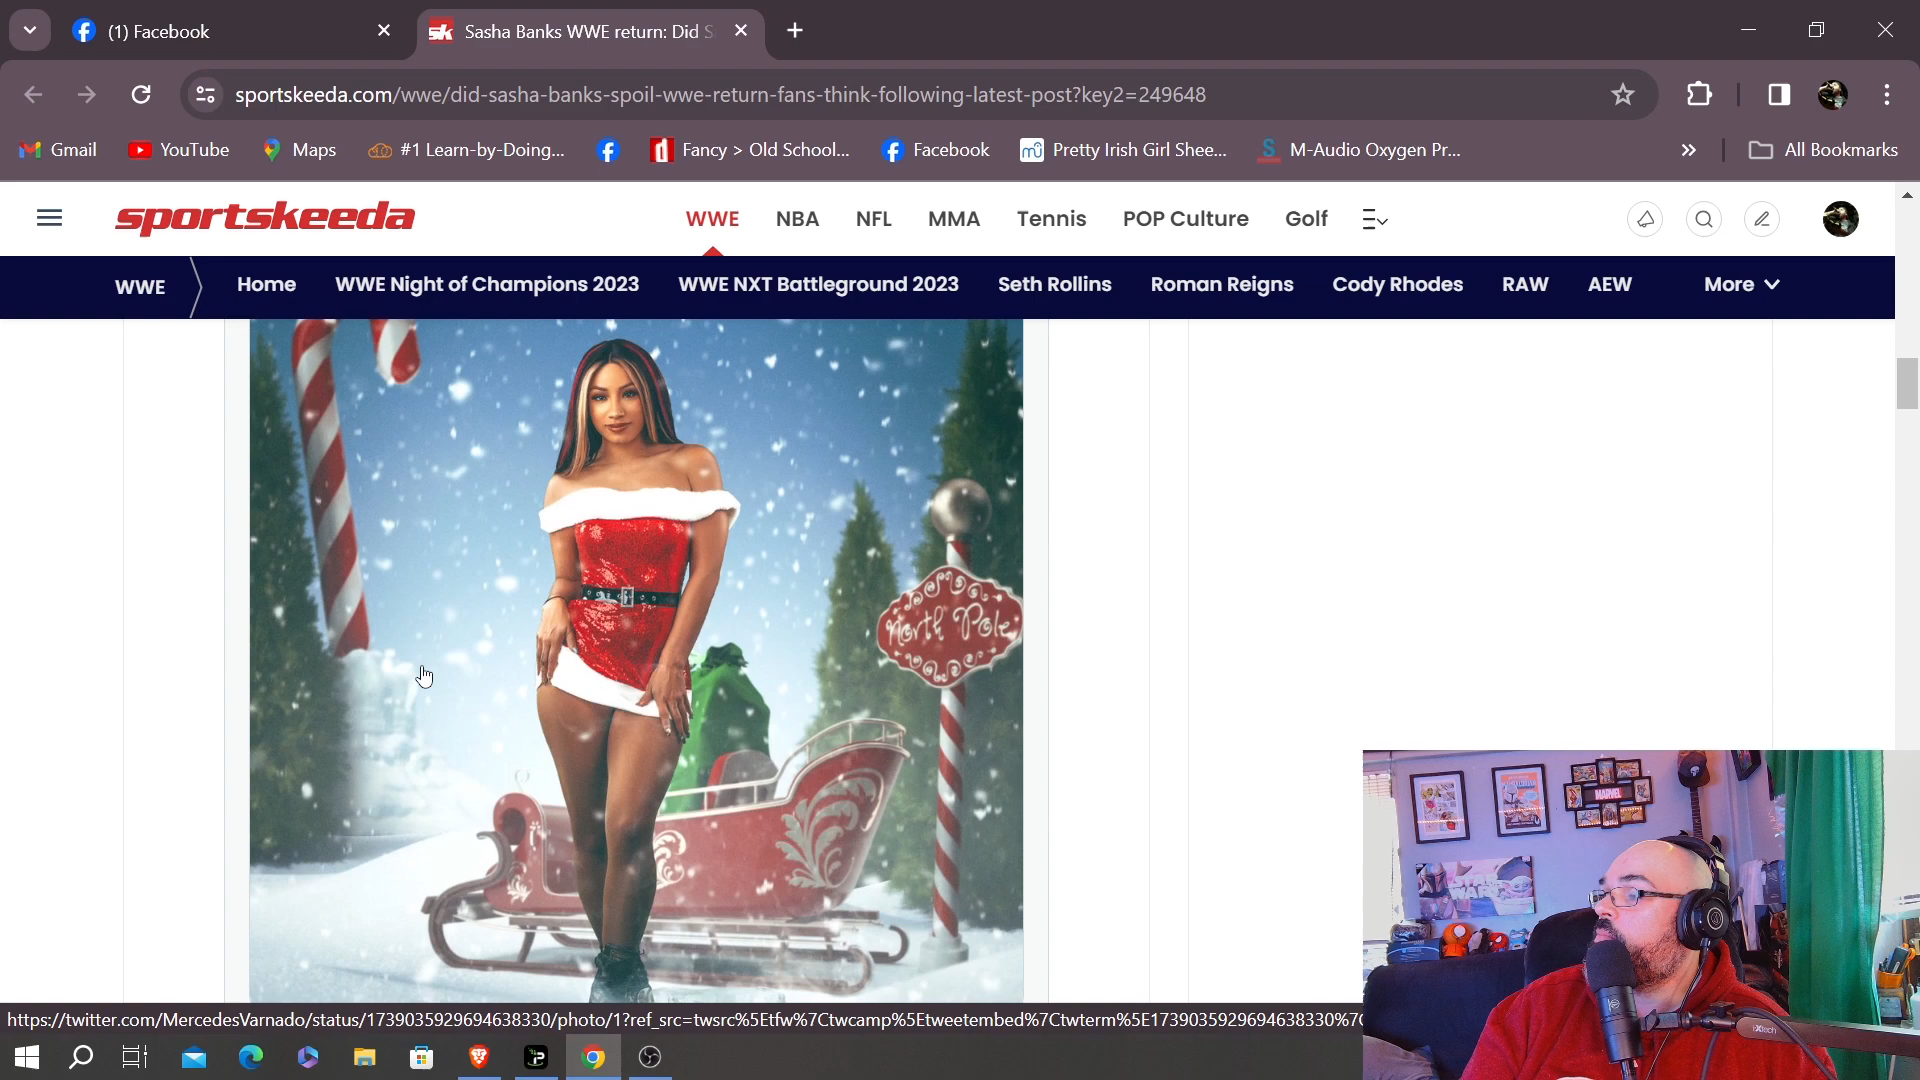 (1) Facebook
Sasha Banks WWE return: Did S
sportskeeda.com/wwe/did-sasha-banks-spoil-wwe-return-fans-think-following-latest-post?key2=249648
Gmail
YouTube
Maps
#1 Learn-by-Doing...
Fancy > Old School...
Facebook
Pretty Irish Girl Shee...
M-Audio Oxygen Pr...
»
All Bookmarks
sportskeeda
WWE
NBA
NFL
MMA
Tennis
POP Culture
Golf
WWE
Home
WWE Night of Champions 2023
WWE NXT Battleground 2023
Seth Rollins
Roman Reigns
Cody Rhodes
RAW
AEW
More
North Pole
MARVEL
https://twitter.com/MercedesVarnado/status/1739035929694638330/photo/1?ref_src=twsrc%5Etfw%7Ctwcamp%5Etweetembed%7Ctwterm%5E1739035929694638330%7C